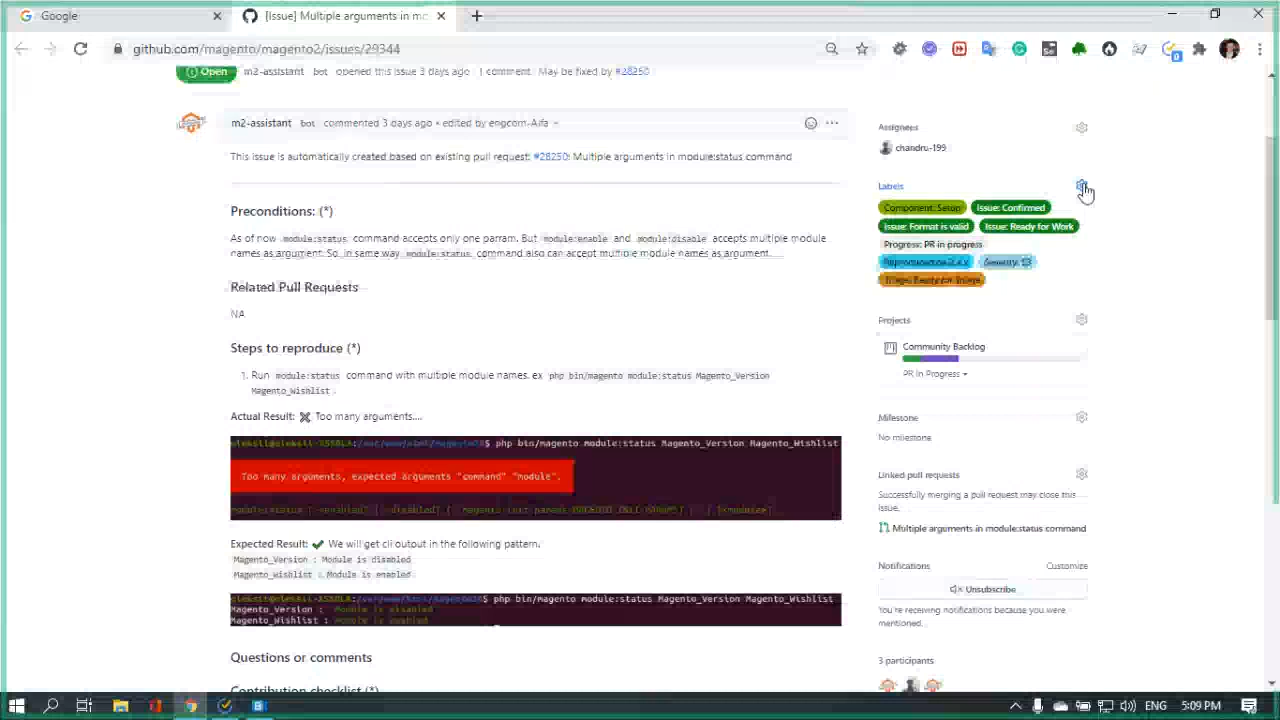 Google
[Issue] Multiple arguments in mo
github.com/magento/magento2/issues/29344
Open m2-assistant bot opened this issue 3 days ago · 1 comment · May be fixed by #28250
m2-assistant bot commented 3 days ago • edited by engcom-Alfa
This issue is automatically created based on existing pull request: #28250: Multiple arguments in module:status command
Preconditions: (*)
As of now module:status command accepts only one parram. But module:enable and module:disable accepts multiple module
names as argument. So, in same way module:status command also can accept multiple module names as argument.
Related Pull Requests
NA
Steps to reproduce (*)
1. Run module:status command with multiple module names. ex php bin/magento module:status Magento_Version
Magento_Wishlist .
Actual Result: ✖ Too many arguments....
$ php bin/magento module:status Magento_Version Magento_Wishlist
Too many arguments, expected arguments "command" "module".
Expected Result: ✔ We will get cli output in the following pattern.
Magento_Version : Module is disabled
Magento_wishlist : Module is enabled
$ php bin/magento module:status Magento_Version Magento_Wishlist
Magento_Version : Module is disabled
Magento_Wishlist : Module is enabled
Questions or comments
Contribution checklist (*)
Assignees
chandru-199
Labels
Component: Setup Issue: Confirmed
Issue: Format is valid Issue: Ready for Work
Progress: PR in progress
Severity:
Projects
Community Backlog
PR In Progress
Milestone
No milestone
Linked pull requests
Successfully merging a pull request may close this
issue.
Multiple arguments in module:status command
Notifications Customize
Unsubscribe
You're receiving notifications because you were
mentioned.
3 participants
ENG 5:09 PM